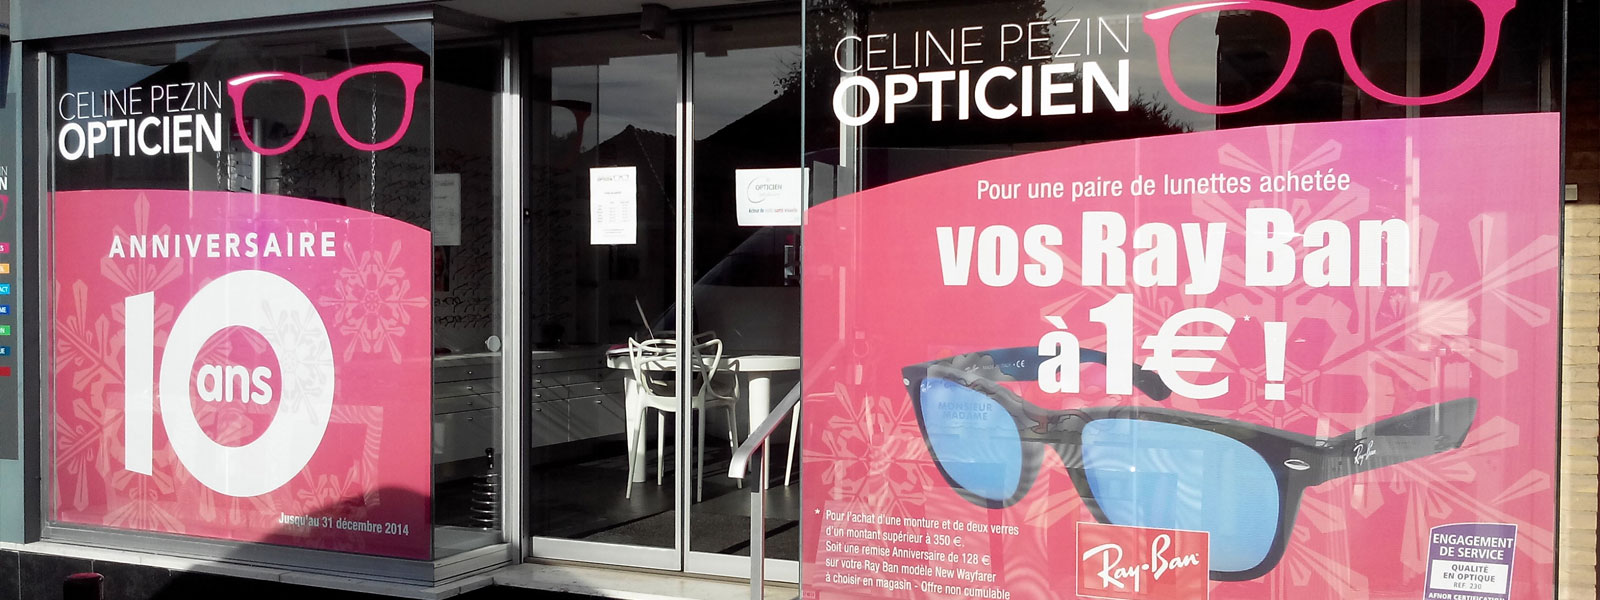 CELINE PEZIN
OPTICIEN
ANNIVERSAIRE
10
ans
Jusqu'au 31 décembre 2014
OPTICIEN
CELINE PEZIN
OPTICIEN
Pour une paire de lunettes achetée
vos Ray Ban
à 1€* !
MONSIEUR
MADAME
Ray-Ban
* Pour l'achat d'une monture et de deux verres
d'un montant supérieur à 350 €.
Soit une remise Anniversaire de 128 €
sur votre Ray Ban modèle New Wayfarer
à choisir en magasin - Offre non cumulable
Ray-Ban
ENGAGEMENT
DE SERVICE
QUALITÉ
EN OPTIQUE
REF. 230
AFNOR CERTIFICATION